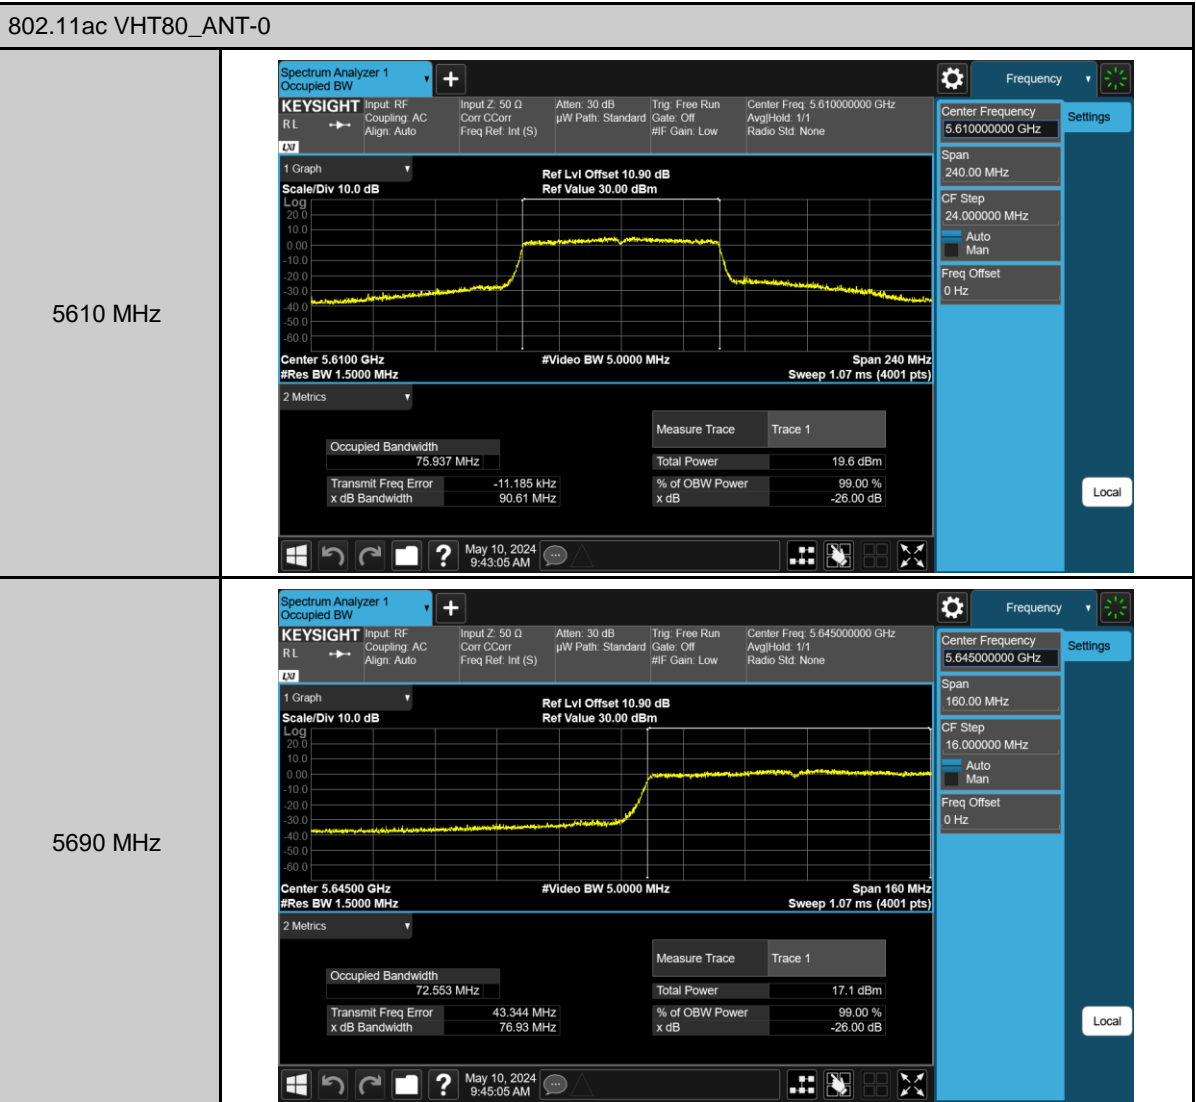 802.11ac VHT80_ANT-0
5610 MHz
Spectrum Analyzer 1
Occupied BW
+
Frequency
KEYSIGHT Input: RF Input Z: 50 Ω Atten: 30 dB Trig: Free Run Center Freq: 5.610000000 GHz
RL Coupling: AC Corr CCorr µW Path: Standard Gate: Off Avg|Hold: 1/1
Align: Auto Freq Ref: Int (S) #IF Gain: Low Radio Std: None
LXI
Center Frequency
5.610000000 GHz
Settings
Span
240.00 MHz
CF Step
24.000000 MHz
Auto
Man
Freq Offset
0 Hz
1 Graph
Ref Lvl Offset 10.90 dB
Scale/Div 10.0 dB Ref Value 30.00 dBm
Log
20.0
10.0
0.00
-10.0
-20.0
-30.0
-40.0
-50.0
-60.0
Center 5.6100 GHz #Video BW 5.0000 MHz Span 240 MHz
#Res BW 1.5000 MHz Sweep 1.07 ms (4001 pts)
2 Metrics
Measure Trace Trace 1
Occupied Bandwidth
75.937 MHz
Total Power 19.6 dBm
Transmit Freq Error -11.185 kHz % of OBW Power 99.00 %
x dB Bandwidth 90.61 MHz x dB -26.00 dB
Local
?
May 10, 2024
9:43:05 AM
5690 MHz
Spectrum Analyzer 1
Occupied BW
+
Frequency
KEYSIGHT Input: RF Input Z: 50 Ω Atten: 30 dB Trig: Free Run Center Freq: 5.645000000 GHz
RL Coupling: AC Corr CCorr µW Path: Standard Gate: Off Avg|Hold: 1/1
Align: Auto Freq Ref: Int (S) #IF Gain: Low Radio Std: None
LXI
Center Frequency
5.645000000 GHz
Settings
Span
160.00 MHz
CF Step
16.000000 MHz
Auto
Man
Freq Offset
0 Hz
1 Graph
Ref Lvl Offset 10.90 dB
Scale/Div 10.0 dB Ref Value 30.00 dBm
Log
20.0
10.0
0.00
-10.0
-20.0
-30.0
-40.0
-50.0
-60.0
Center 5.64500 GHz #Video BW 5.0000 MHz Span 160 MHz
#Res BW 1.5000 MHz Sweep 1.07 ms (4001 pts)
2 Metrics
Measure Trace Trace 1
Occupied Bandwidth
72.553 MHz
Total Power 17.1 dBm
Transmit Freq Error 43.344 MHz % of OBW Power 99.00 %
x dB Bandwidth 76.93 MHz x dB -26.00 dB
Local
?
May 10, 2024
9:45:05 AM